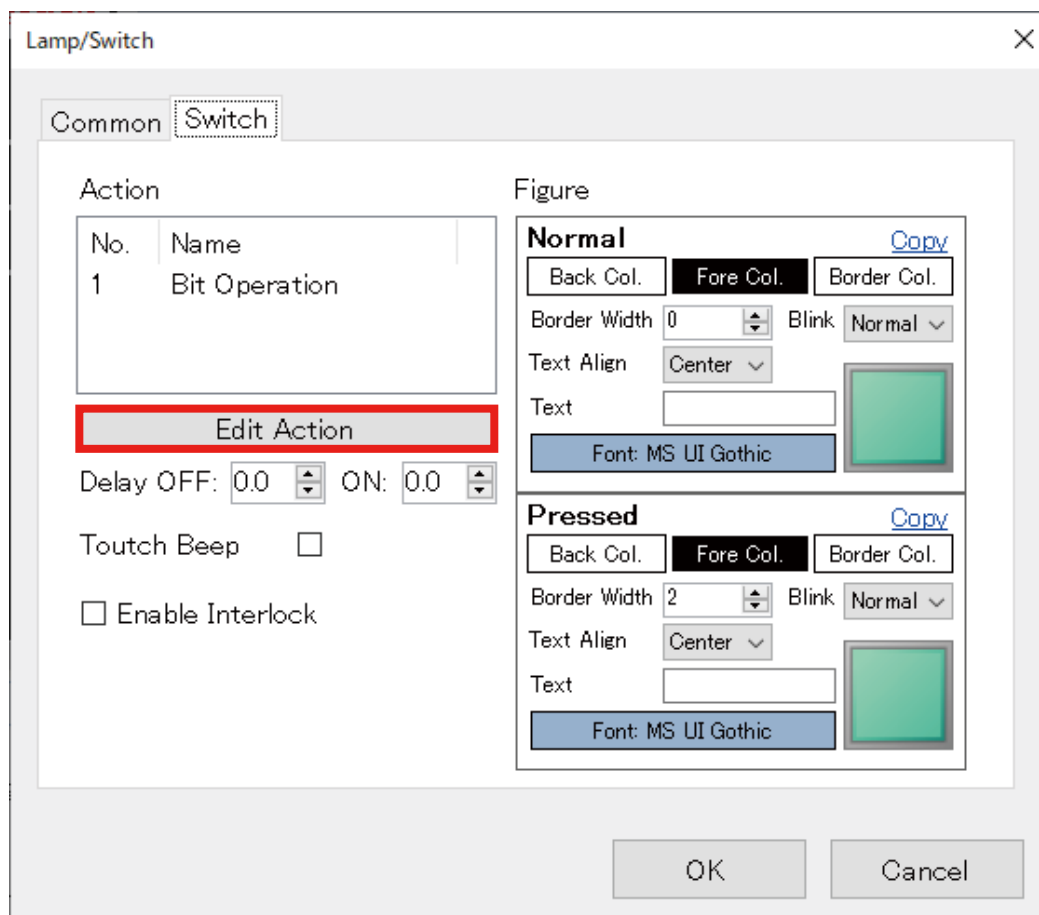 Lamp/Switch
Common
Switch
Action
No. Name
1 Bit Operation
Edit Action
Delay OFF: 0.0 ON: 0.0
Toutch Beep
Enable Interlock
Figure
Normal Copy
Back Col. Fore Col. Border Col.
Border Width 0 Blink Normal
Text Align Center
Text
Font: MS UI Gothic
Pressed Copy
Back Col. Fore Col. Border Col.
Border Width 2 Blink Normal
Text Align Center
Text
Font: MS UI Gothic
OK Cancel